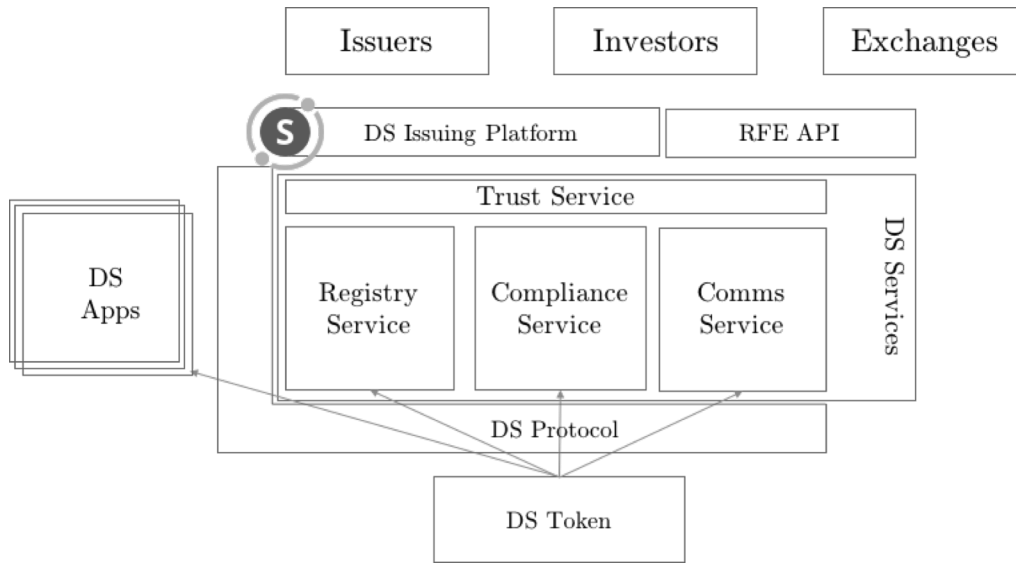 Issuers
Investors
Exchanges
S
DS Issuing Platform
RFE API
Trust Service
DS Services
DS
Apps
Registry
Service
Compliance
Service
Comms
Service
DS Protocol
DS Token